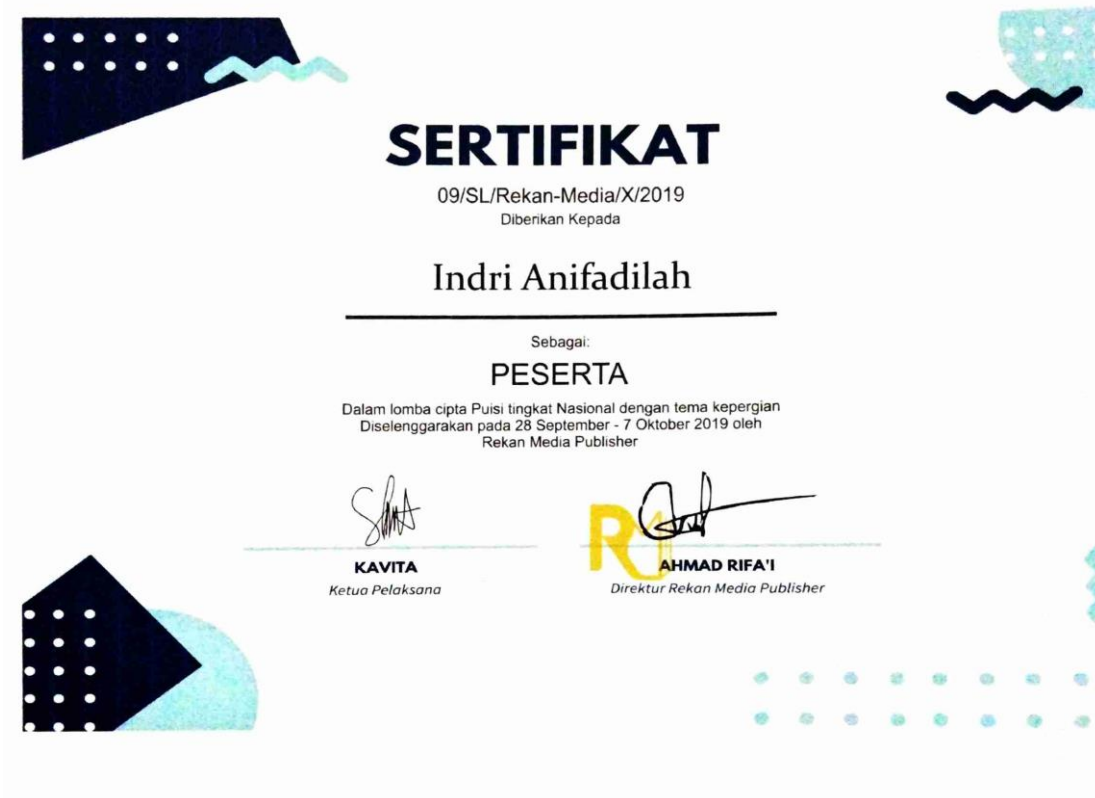 SERTIFIKAT
09/SL/Rekan-Media/X/2019
Diberikan Kepada
Indri Anifadilah
Sebagai:
PESERTA
Dalam lomba cipta Puisi tingkat Nasional dengan tema kepergian
Diselenggarakan pada 28 September - 7 Oktober 2019 oleh
Rekan Media Publisher
KAVITA
Ketua Pelaksana
AHMAD RIFA'I
Direktur Rekan Media Publisher